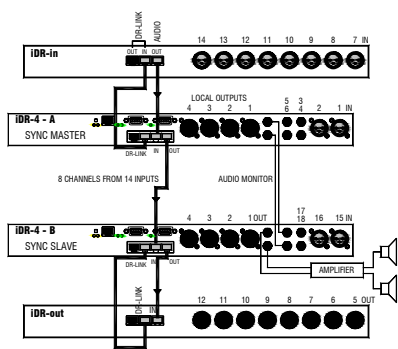 DR-LINK
AUDIO
14 13 12 11 10 9 8 7 IN
iDR-in
OUT IN OUT
LOCAL OUTPUTS
iDR-4 - A
4 3 2 1
5 3
6 4
2 1 IN
SYNC MASTER
DR-LINK IN OUT
8 CHANNELS FROM 14 INPUTS
AUDIO MONITOR
iDR-4 - B
4 3 2 1 OUT
17
18
16 15 IN
SYNC SLAVE
DR-LINK IN OUT
AMPLIFIER
DR-LINK
12 11 10 9 8 7 6 5 OUT
iDR-out
IN